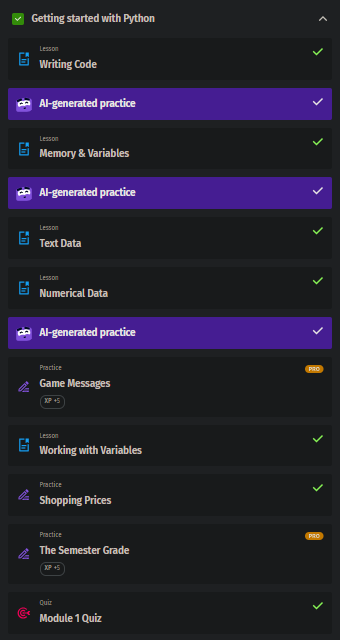 Getting started with Python
Lesson
Writing Code
AI-generated practice
Lesson
Memory & Variables
AI-generated practice
Lesson
Text Data
Lesson
Numerical Data
AI-generated practice
Practice
PRO
Game Messages
XP +5
Lesson
Working with Variables
Practice
Shopping Prices
Practice
PRO
The Semester Grade
XP +5
Quiz
Module 1 Quiz